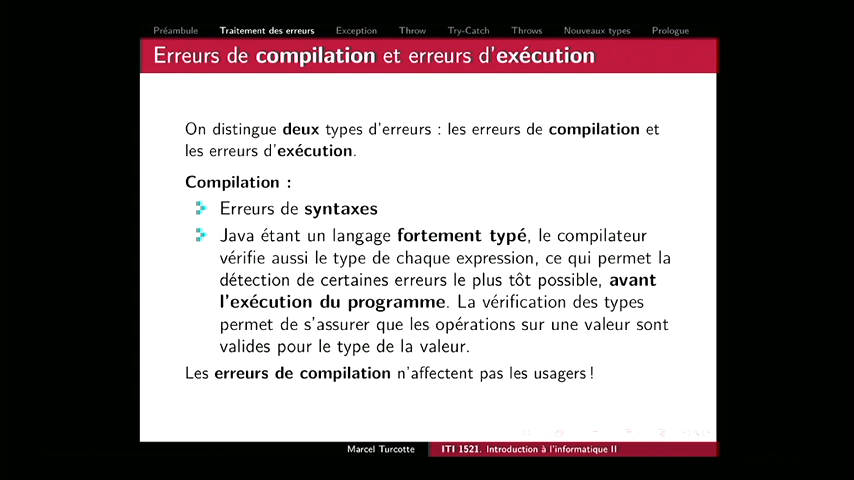 Préambule Traitement des erreurs Exception Throw Try-Catch Throws Nouveaux types Prologue
Erreurs de compilation et erreurs d'exécution
On distingue deux types d'erreurs : les erreurs de compilation et
les erreurs d'exécution.
Compilation :
Erreurs de syntaxes
Java étant un langage fortement typé, le compilateur
vérifie aussi le type de chaque expression, ce qui permet la
détection de certaines erreurs le plus tôt possible, avant
l'exécution du programme. La vérification des types
permet de s'assurer que les opérations sur une valeur sont
valides pour le type de la valeur.
Les erreurs de compilation n'affectent pas les usagers !
Marcel Turcotte ITI 1521. Introduction à l'informatique II